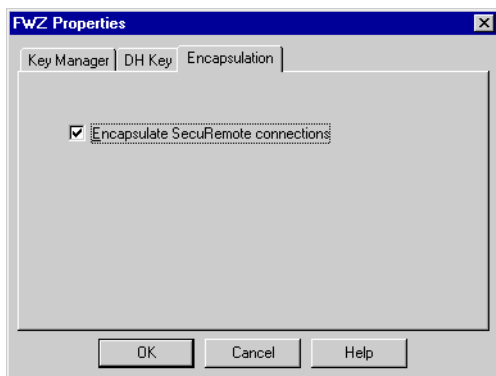 FWZ Properties
Key Manager DH Key Encapsulation
Encapsulate SecuRemote connections
OK Cancel Help